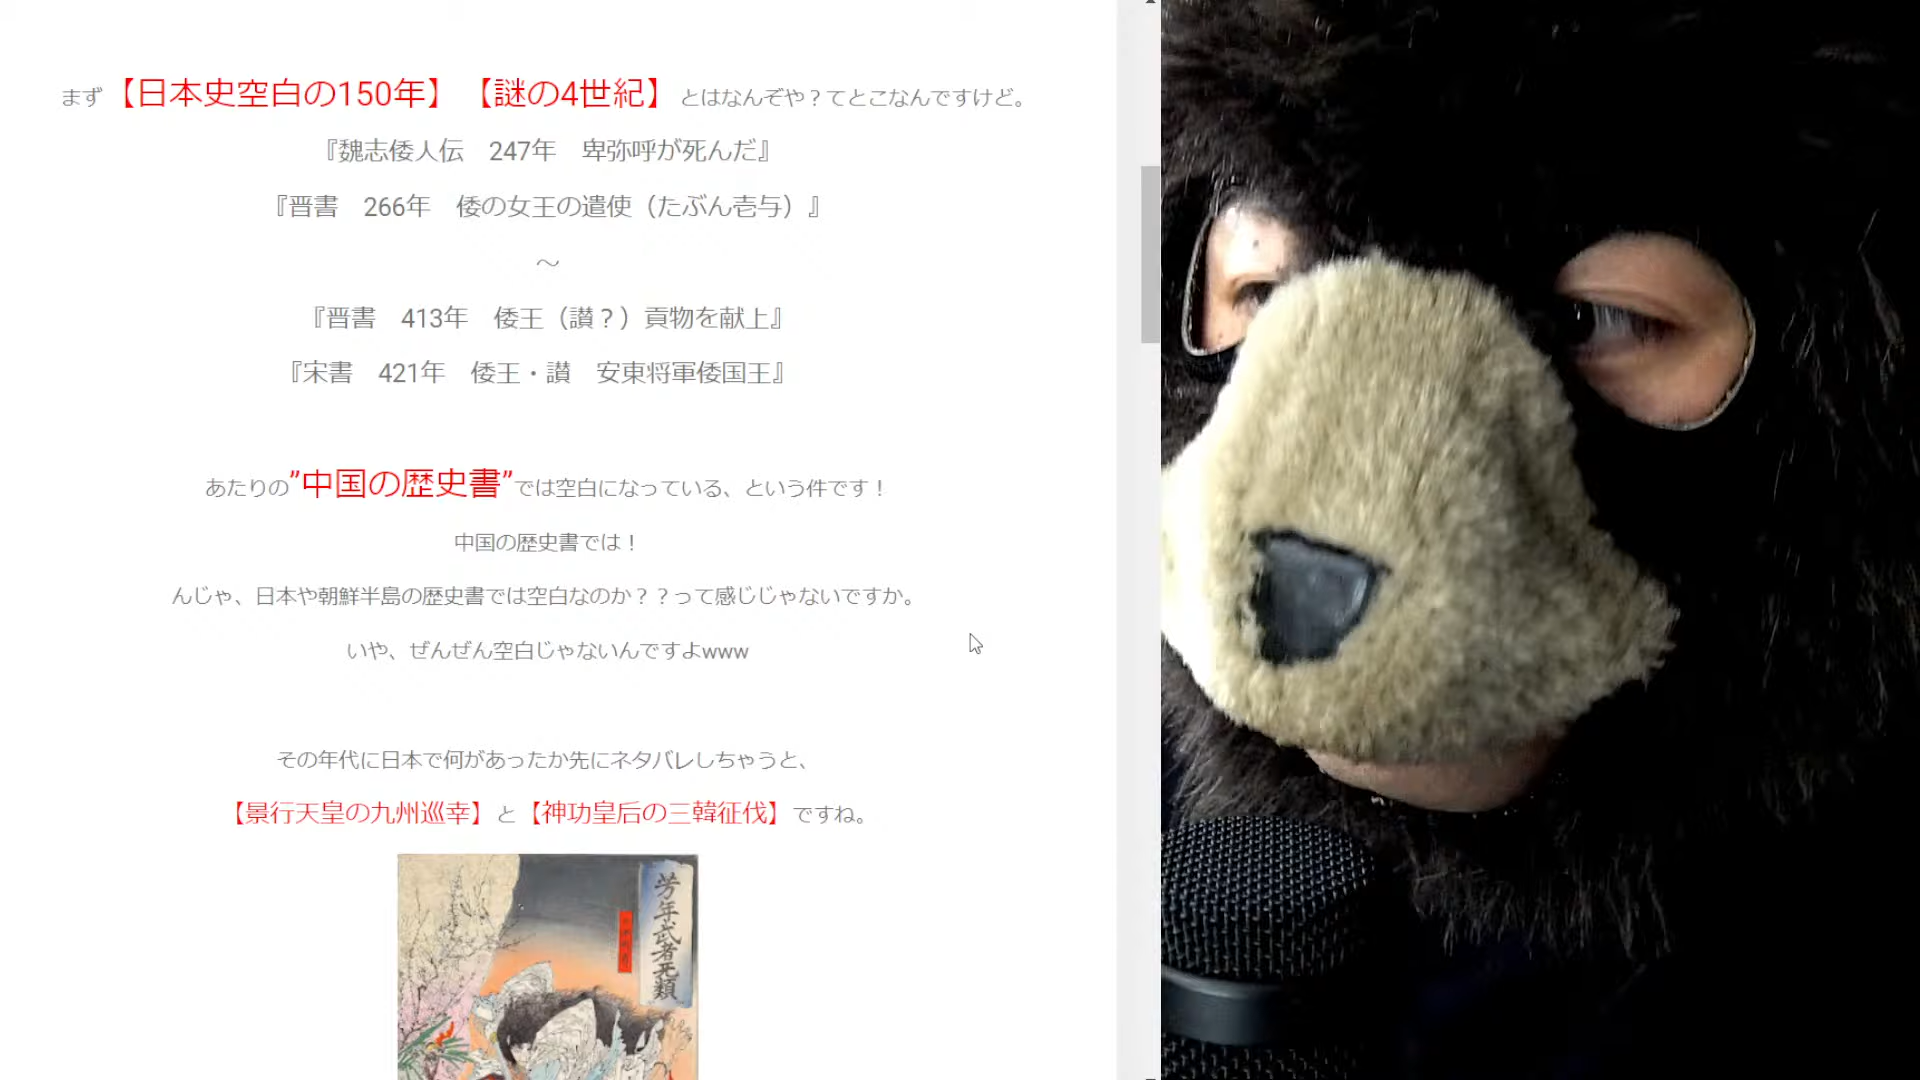 まず【日本史空白の150年】【謎の4世紀】とはなんぞや？てとこなんですけど。
『魏志倭人伝　247年　卑弥呼が死んだ』
『晋書　266年　倭の女王の遣使（たぶん壱与）』
～
『晋書　413年　倭王（讃？）貢物を献上』
『宋書　421年　倭王・讃　安東将軍倭国王』
あたりの”中国の歴史書”では空白になっている、という件です！
中国の歴史書では！
んじゃ、日本や朝鮮半島の歴史書では空白なのか？？って感じじゃないですか。
いや、ぜんぜん空白じゃないんですよwww
その年代に日本で何があったか先にネタバレしちゃうと、
【景行天皇の九州巡幸】と【神功皇后の三韓征伐】ですね。
芳年武者旡類